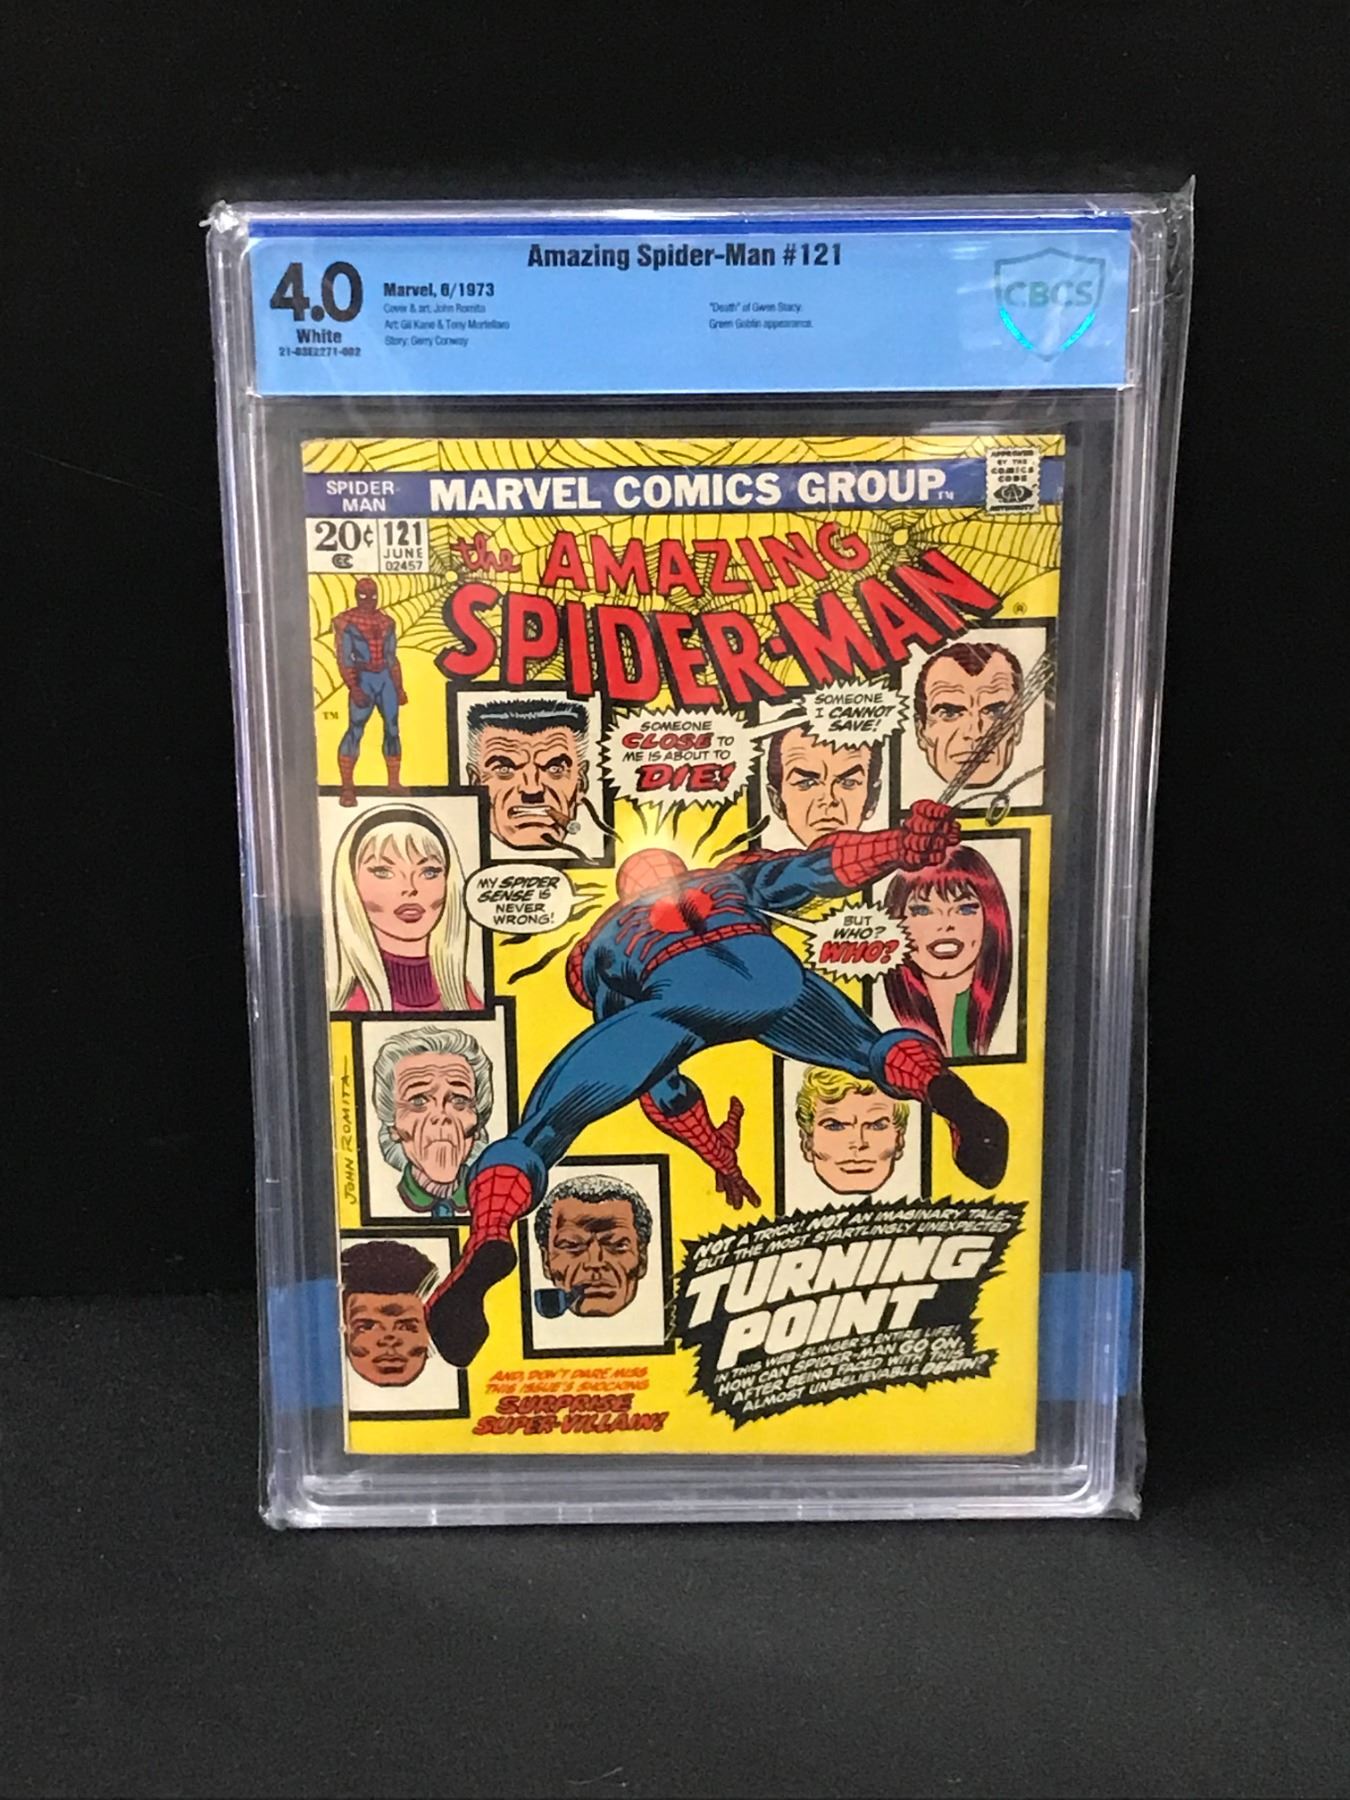 Amazing Spider-Man #121
4.0
White
21-03E2271-002
Marvel, 6/1973
Cover & art: John Romita
Art: Gil Kane & Tony Mortellaro
Story: Gerry Conway
"Death" of Gwen Stacy.
Green Goblin appearance.
CBCS
SPIDER-
MAN
MARVEL COMICS GROUP TM
APPROVED
BY THE
COMICS
CODE
AUTHORITY
20¢
121
JUNE
02457
CC
the AMAZING
SPIDER-MAN
®
TM
SOMEONE
CLOSE TO
ME IS ABOUT TO
DIE!
SOMEONE
I CANNOT
SAVE!
MY SPIDER
SENSE IS
NEVER
WRONG!
BUT
WHO?
WHO?
JOHN ROMITA
NOT A TRICK! NOT AN IMAGINARY TALE--
BUT THE MOST STARTLINGLY UNEXPECTED
TURNING
POINT
IN THIS WEB-SLINGER'S ENTIRE LIFE!
HOW CAN SPIDER-MAN GO ON,
AFTER BEING FACED WITH THIS
ALMOST UNBELIEVABLE DEATH?
AND, DON'T DARE MISS
THIS ISSUE'S SHOCKING
SURPRISE
SUPER-VILLAIN!